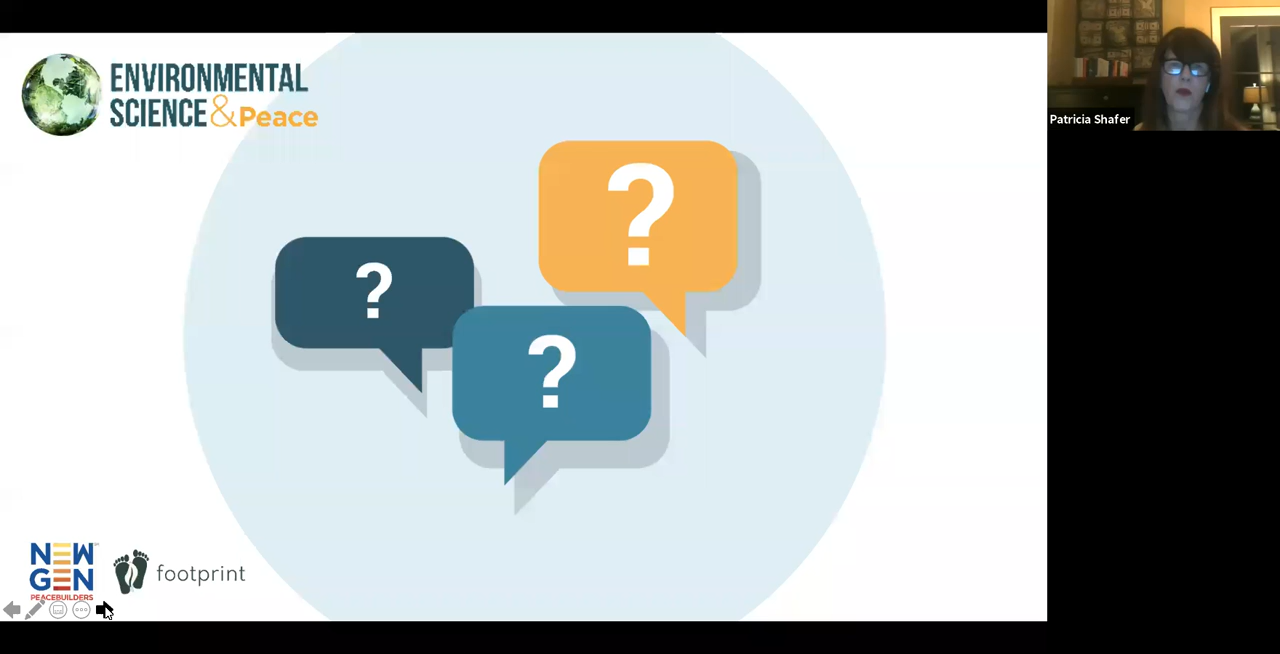 ENVIRONMENTAL
SCIENCE&Peace
?
?
?
Patricia Shafer
NEW
GEN
PEACEBUILDERS
footprint